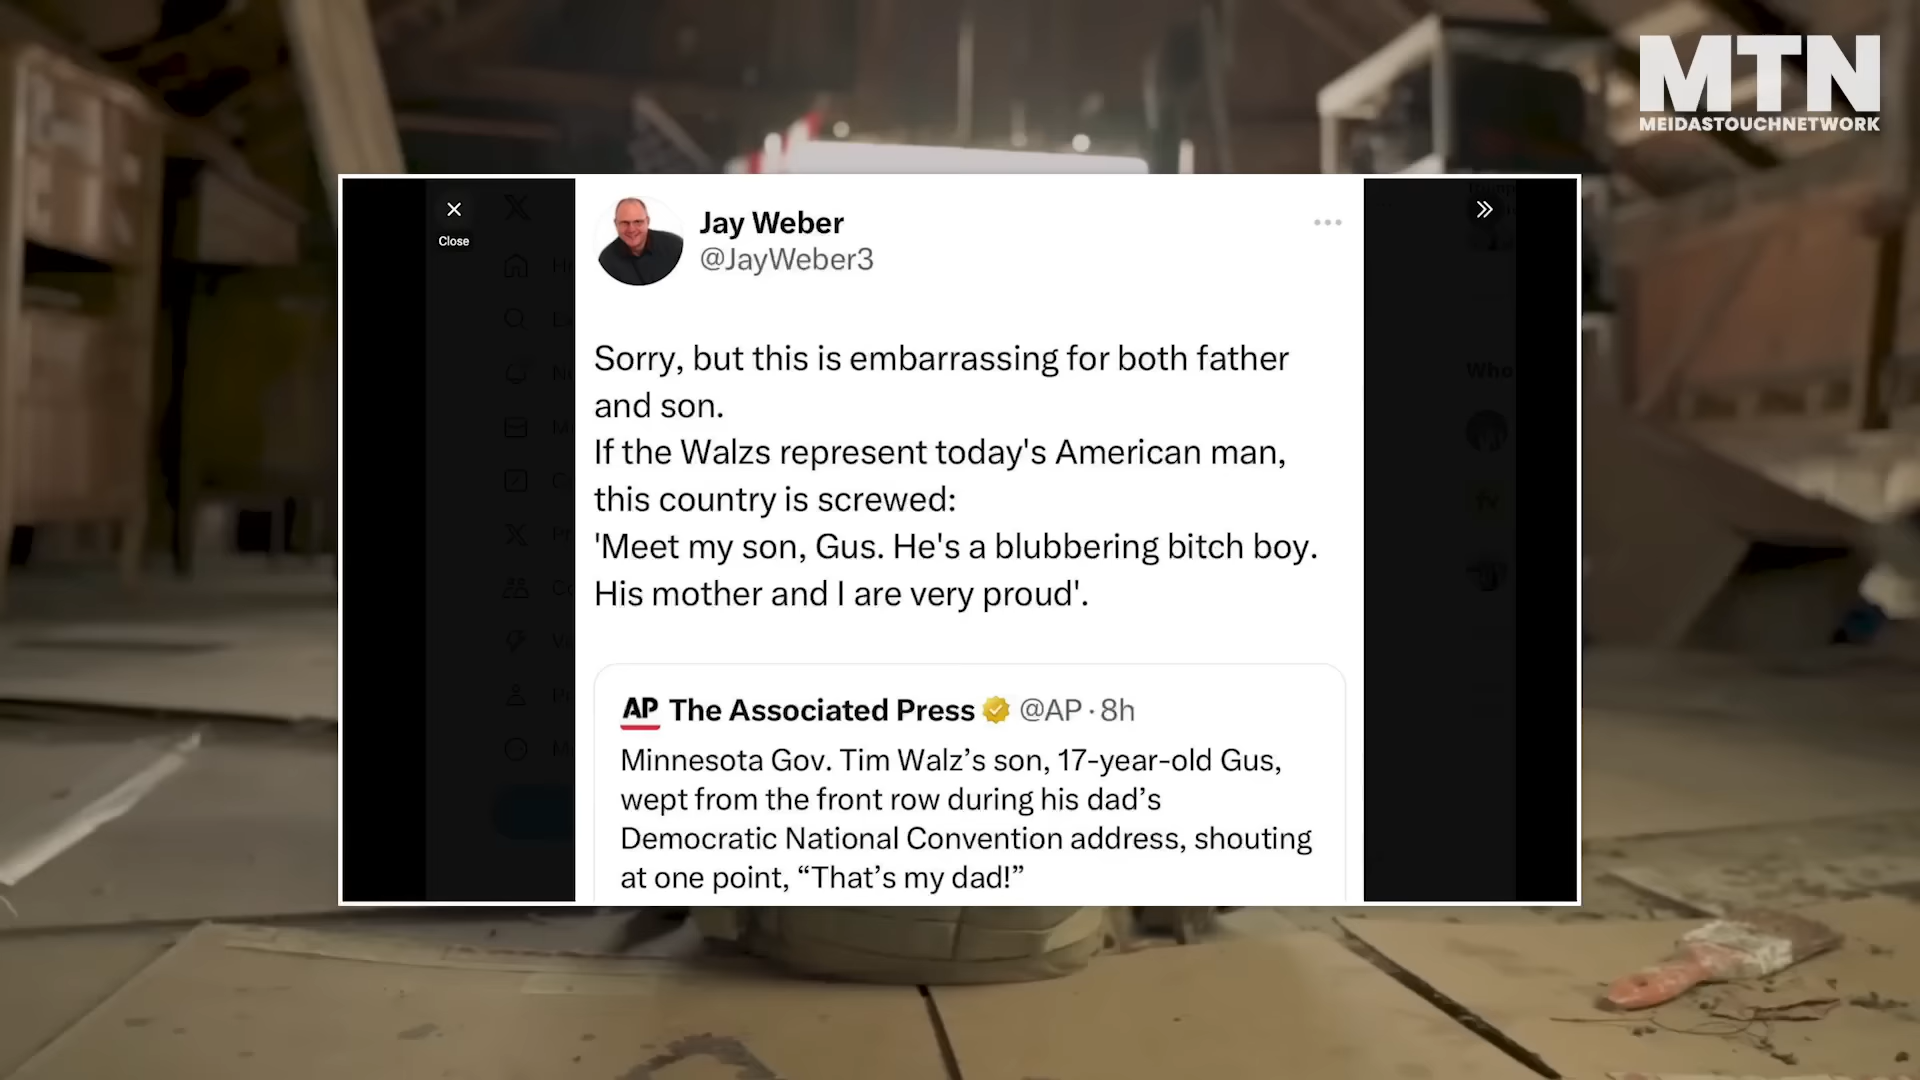 MTN
MEIDASTOUCHNETWORK
Close
Jay Weber
@JayWeber3
Sorry, but this is embarrassing for both father
and son.
If the Walzs represent today's American man,
this country is screwed:
'Meet my son, Gus. He's a blubbering bitch boy.
His mother and I are very proud'.
AP The Associated Press @AP · 8h
Minnesota Gov. Tim Walz’s son, 17-year-old Gus,
wept from the front row during his dad’s
Democratic National Convention address, shouting
at one point, “That’s my dad!”
Who